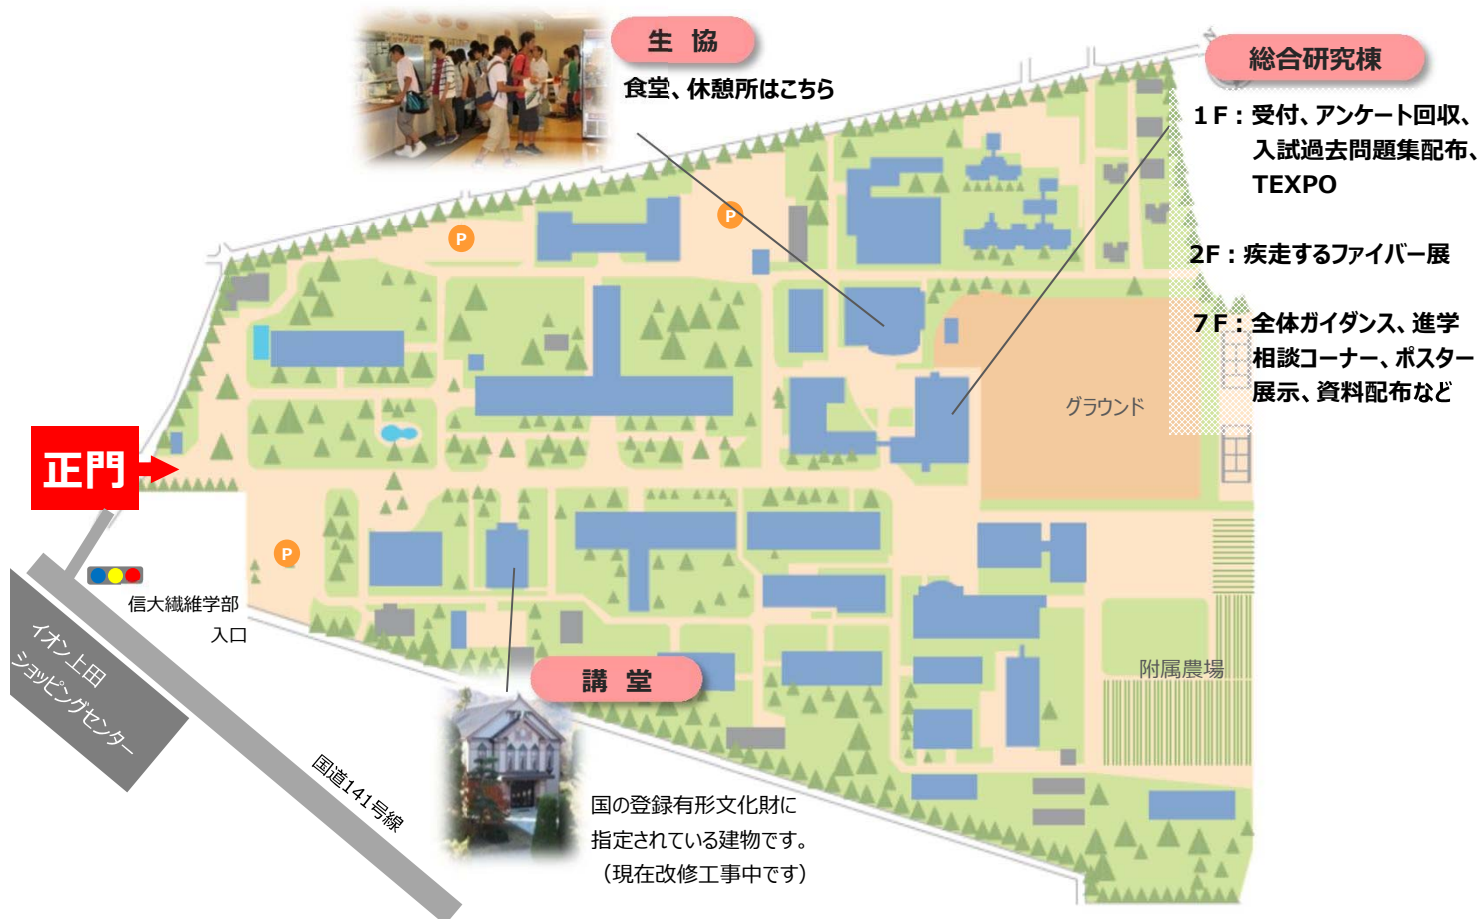 生 協
食堂、休憩所はこちら
総合研究棟
1F：受付、アンケート回収、
入試過去問題集配布、
TEXPO
2F：疾走するファイバー展
7F：全体ガイダンス、進学
相談コーナー、ポスター
展示、資料配布など
P
P
グラウンド
正門
P
信大繊維学部
入口
イオン上田
ショッピングセンター
国道141号線
講 堂
附属農場
国の登録有形文化財に
指定されている建物です。
（現在改修工事中です）